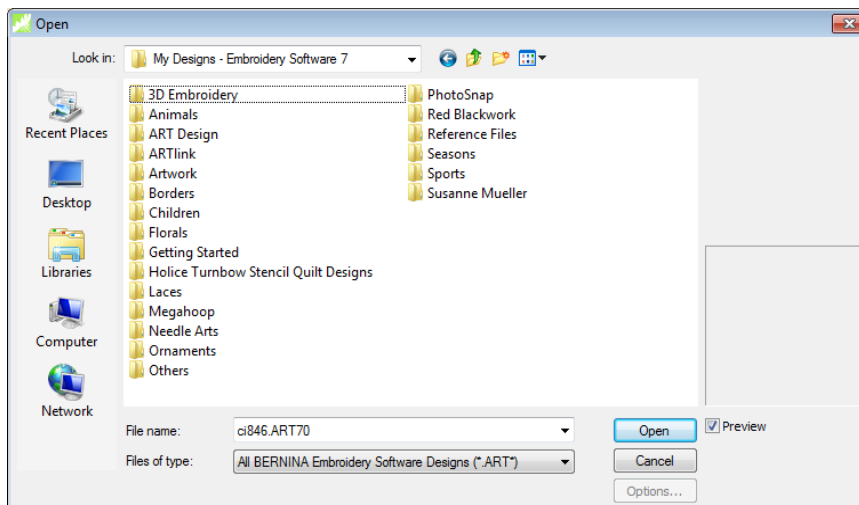 Open
Look in: My Designs - Embroidery Software 7
Recent Places
Desktop
Libraries
Computer
Network
3D Embroidery
Animals
ART Design
ARTlink
Artwork
Borders
Children
Florals
Getting Started
Holice Turnbow Stencil Quilt Designs
Laces
Megahoop
Needle Arts
Ornaments
Others
PhotoSnap
Red Blackwork
Reference Files
Seasons
Sports
Susanne Mueller
File name: ci846.ART70 Open Preview
Files of type: All BERNINA Embroidery Software Designs (*.ART*) Cancel
Options...